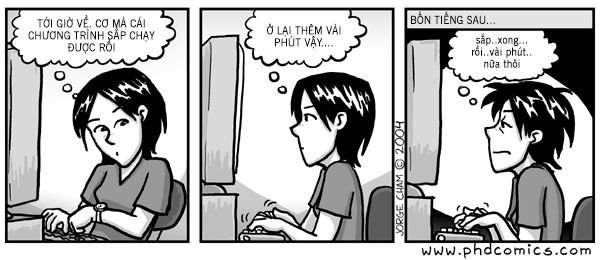 TỚI GIỜ VỀ. CƠ MÀ CÁI
CHƯƠNG TRÌNH SẮP CHẠY
ĐƯỢC RỒI
Ở LẠI THÊM VÀI
PHÚT VẬY....
BỐN TIẾNG SAU...
sắp..xong...
rồi..vài phút..
nữa thôi
JORGE CHAM © 2004
www.phdcomics.com